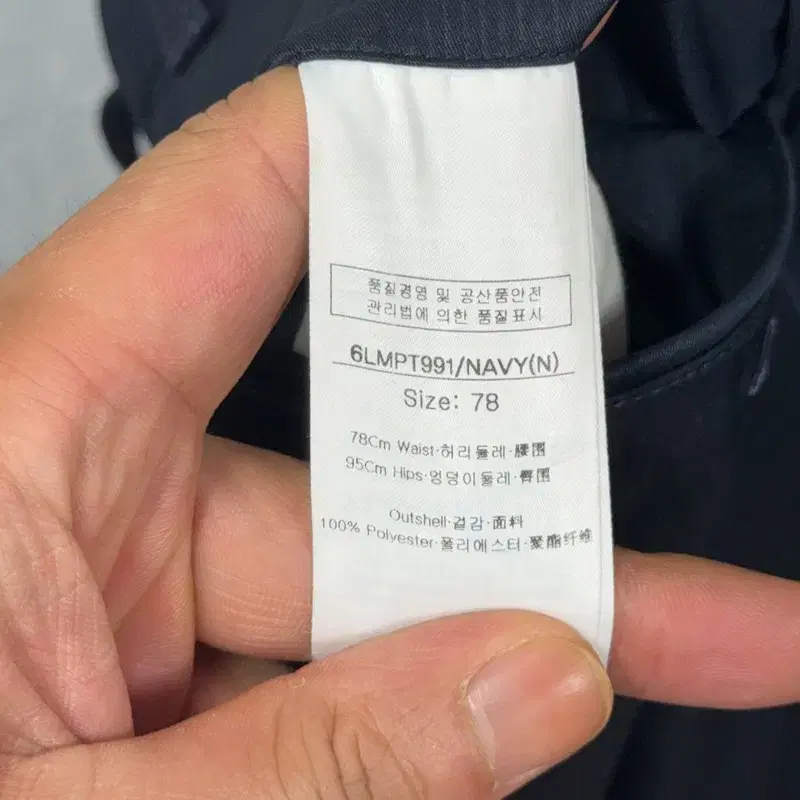 품질경영 및 공산품안전
관리법에 의한 품질표시
6LMPT991/NAVY(N)
Size: 78
78Cm Waist·허리둘레·腰围
95Cm Hips·엉덩이둘레·臀围
Outshell·겉감·面料
100% Polyester·폴리에스터·聚酯纤维